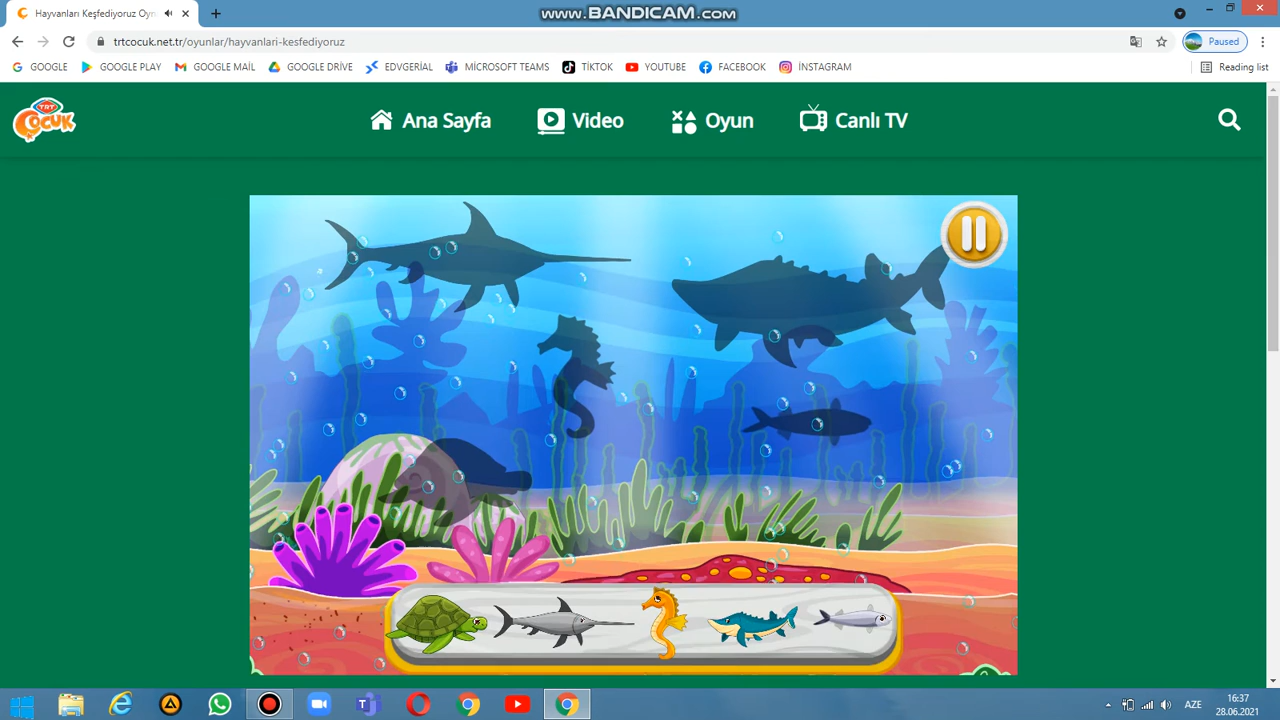 www.BANDICAM.com
Hayvanları Keşfediyoruz Oyn
trtcocuk.net.tr/oyunlar/hayvanlari-kesfediyoruz
Paused
GOOGLE GOOGLE PLAY GOOGLE MAİL GOOGLE DRİVE EDVGERİAL MİCROSOFT TEAMS TİKTOK YOUTUBE FACEBOOK İNSTAGRAM Reading list
TRT
ÇOCUK
Ana Sayfa Video Oyun Canlı TV
AZE
16:37
28.06.2021